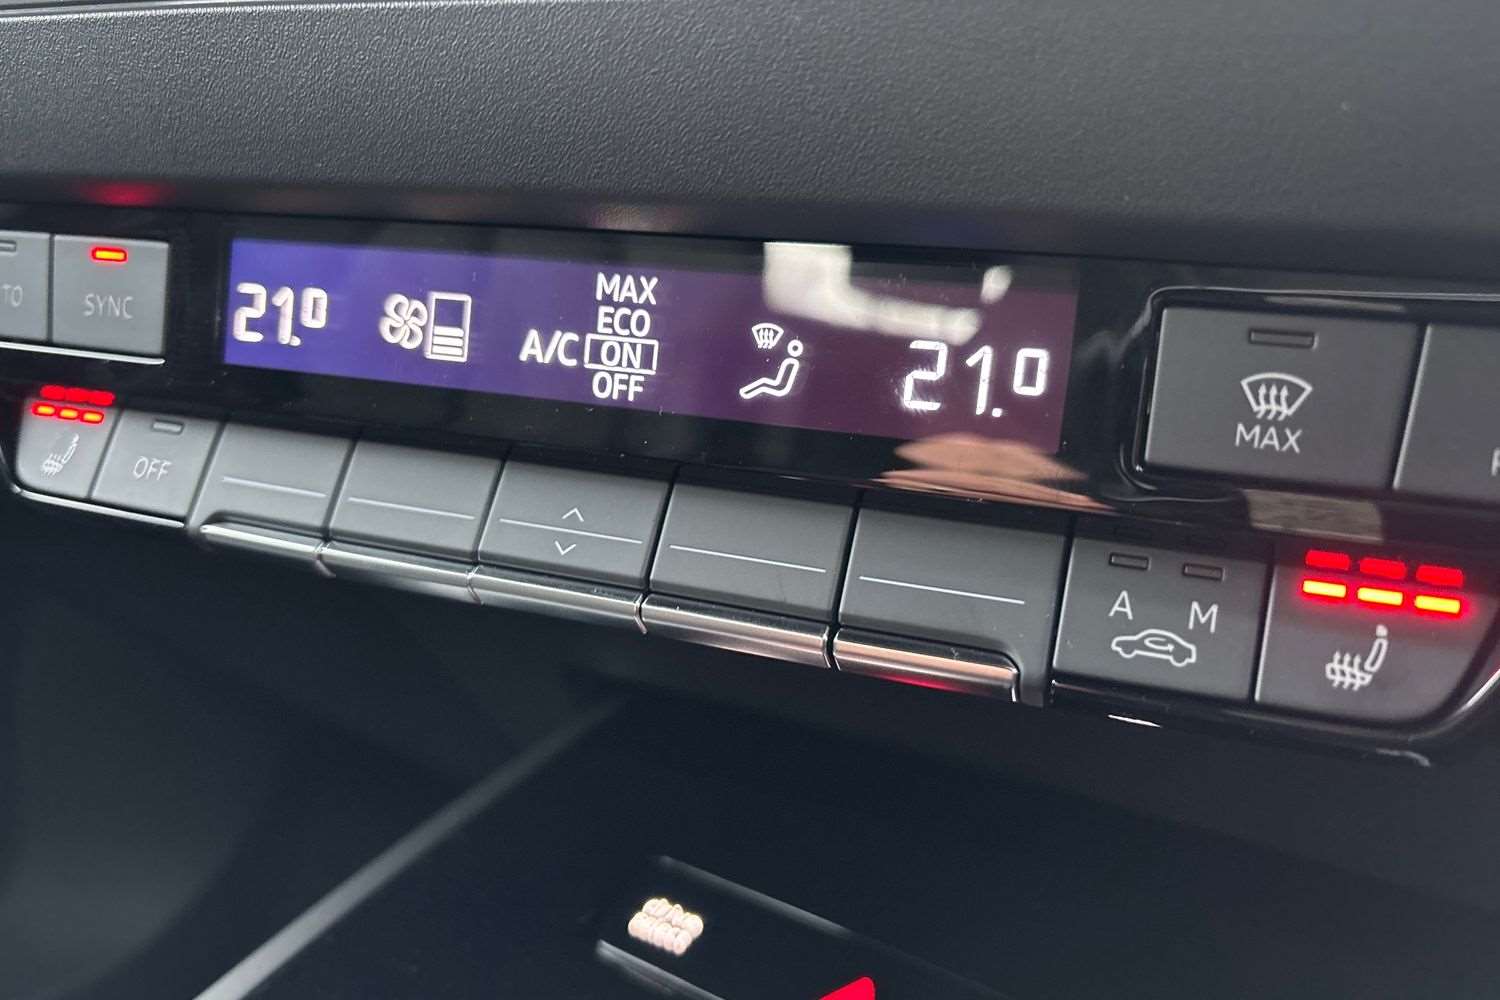 TO
SYNC
21.0
MAX
ECO
A/C ON
OFF
21.0
MAX
OFF
A M